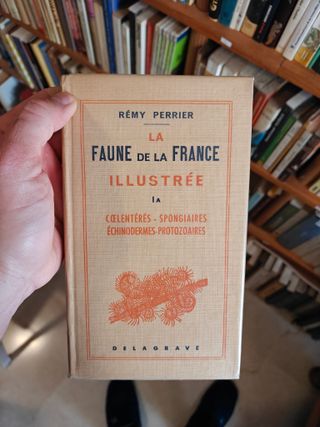 RÉMY PERRIER
LA
FAUNE DE LA FRANCE
ILLUSTRÉE
IA
CŒLENTÉRÉS - SPONGIAIRES
ÉCHINODERMES - PROTOZOAIRES
DELAGRAVE